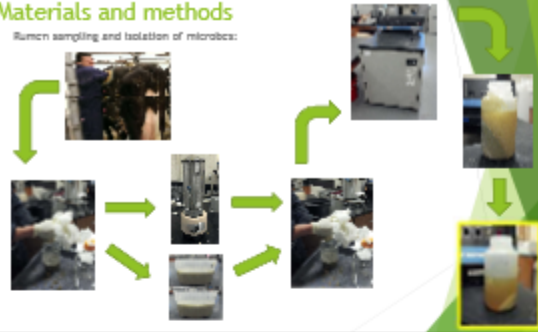 Materials and methods
Rumen sampling and isolation of microbes: